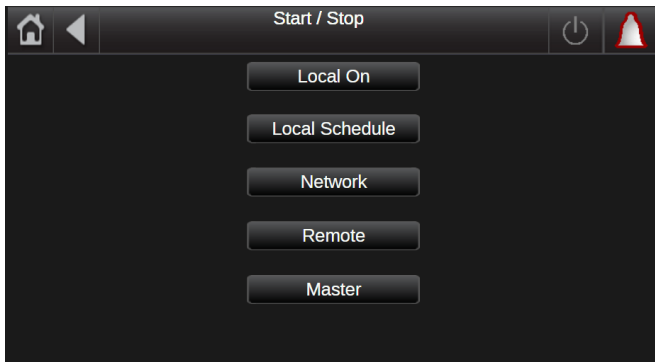 Start / Stop
Local On
Local Schedule
Network
Remote
Master